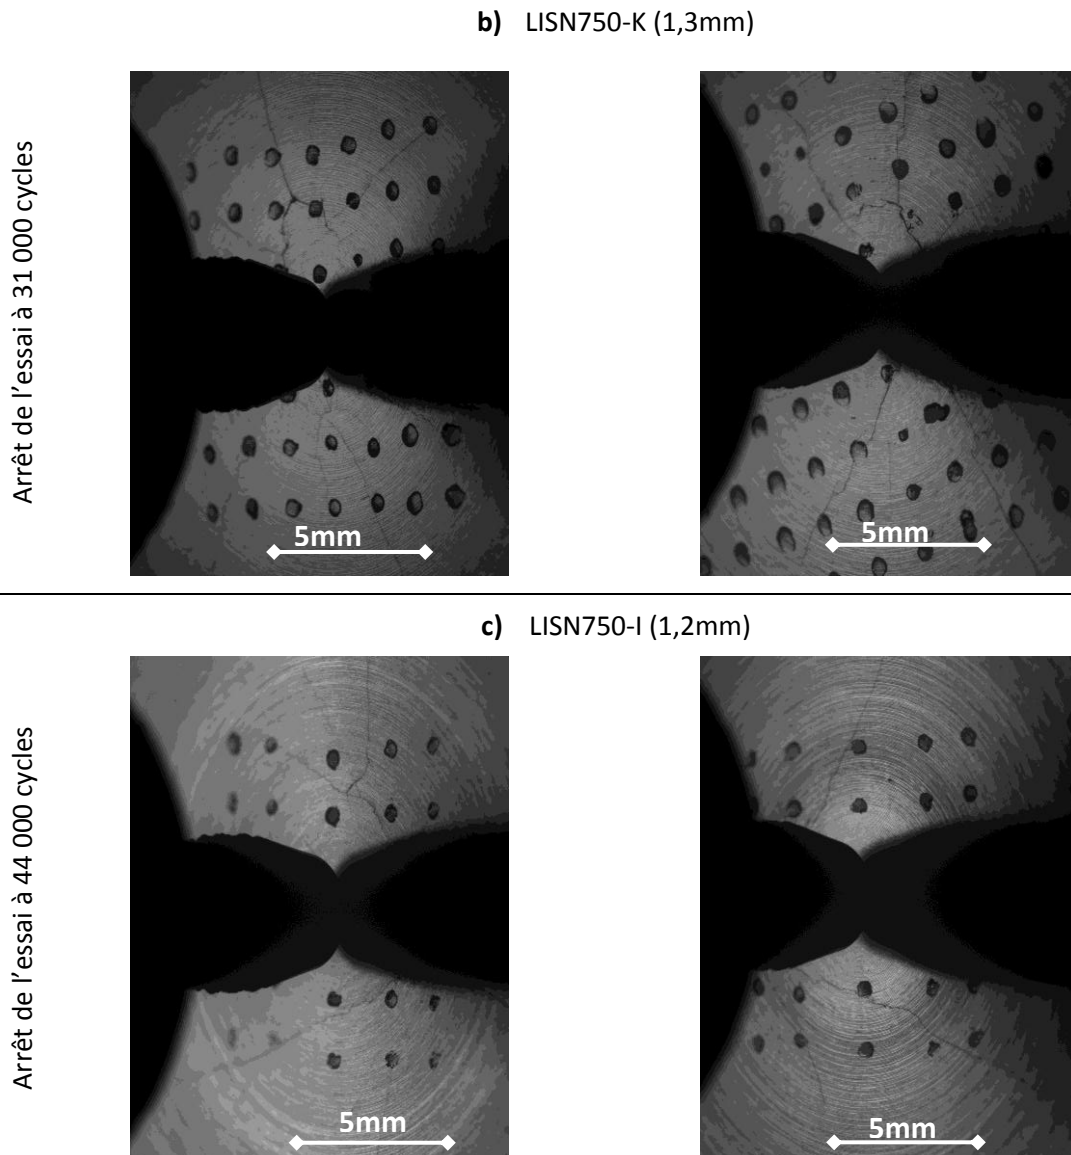 b) LISN750-K (1,3mm)
Arrêt de l'essai à 31 000 cycles
5mm
5mm
c) LISN750-I (1,2mm)
Arrêt de l'essai à 44 000 cycles
5mm
5mm